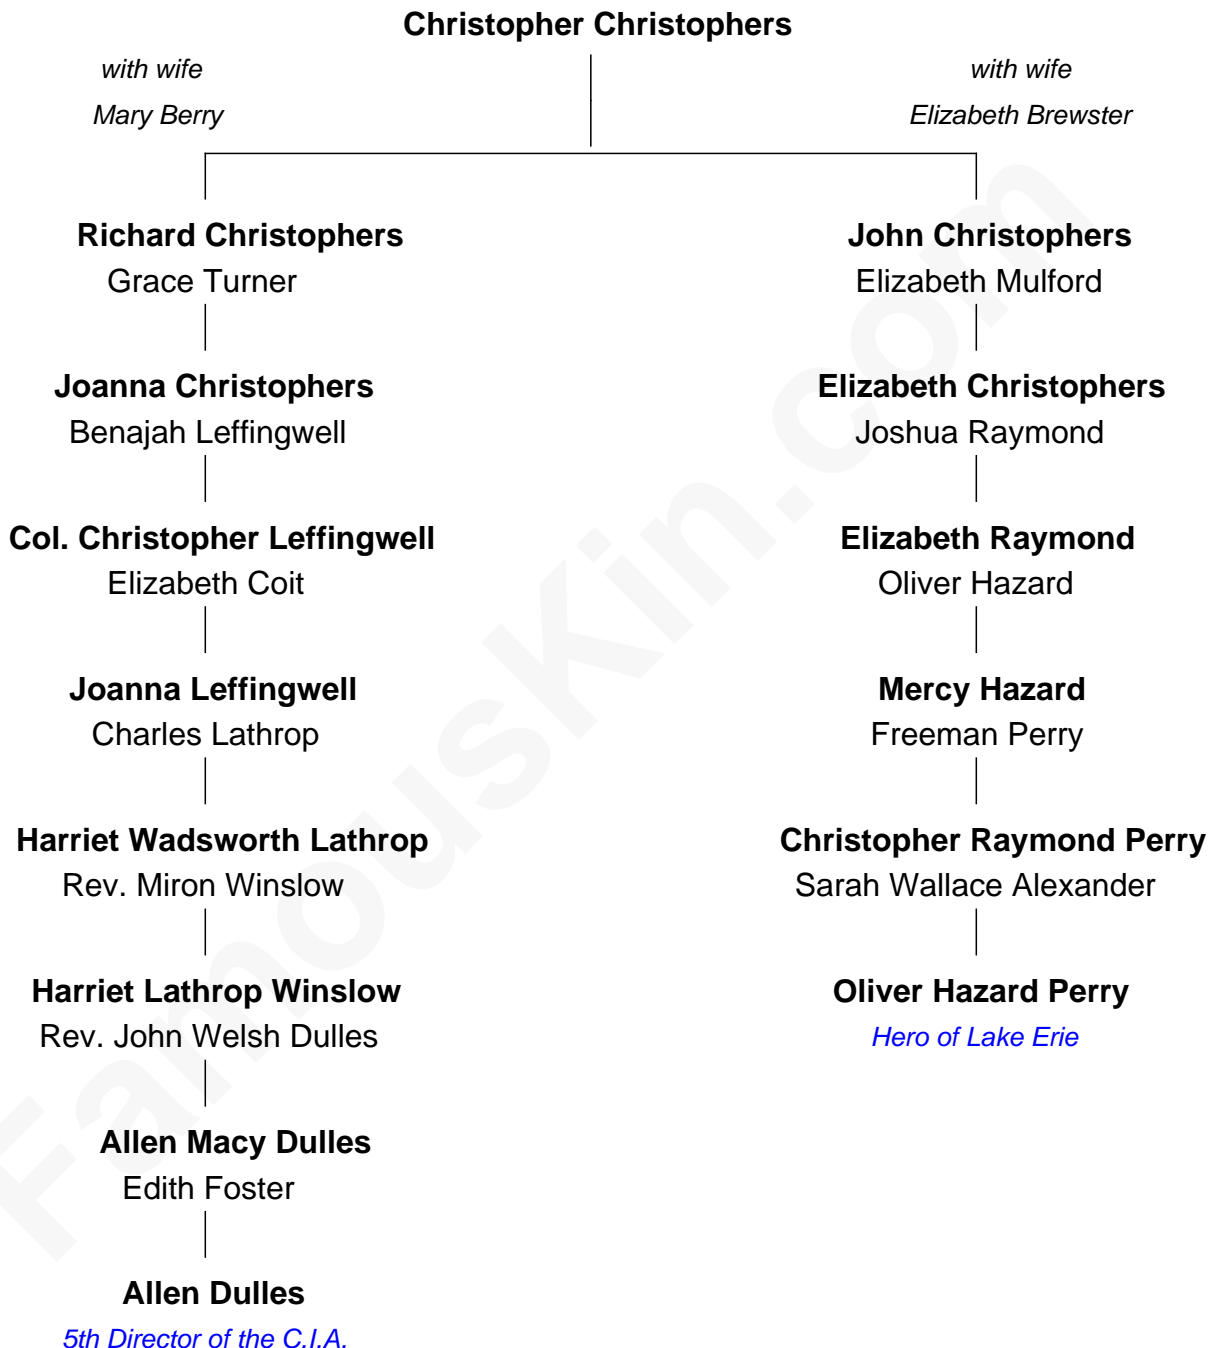 Christopher Christophers
with wife
Mary Berry
with wife
Elizabeth Brewster
Richard Christophers
Grace Turner
John Christophers
Elizabeth Mulford
Joanna Christophers
Benajah Leffingwell
Elizabeth Christophers
Joshua Raymond
Col. Christopher Leffingwell
Elizabeth Coit
Elizabeth Raymond
Oliver Hazard
Joanna Leffingwell
Charles Lathrop
Mercy Hazard
Freeman Perry
Harriet Wadsworth Lathrop
Rev. Miron Winslow
Christopher Raymond Perry
Sarah Wallace Alexander
Harriet Lathrop Winslow
Rev. John Welsh Dulles
Oliver Hazard Perry
Hero of Lake Erie
Allen Macy Dulles
Edith Foster
Allen Dulles
5th Director of the C.I.A.
FamousKin.com